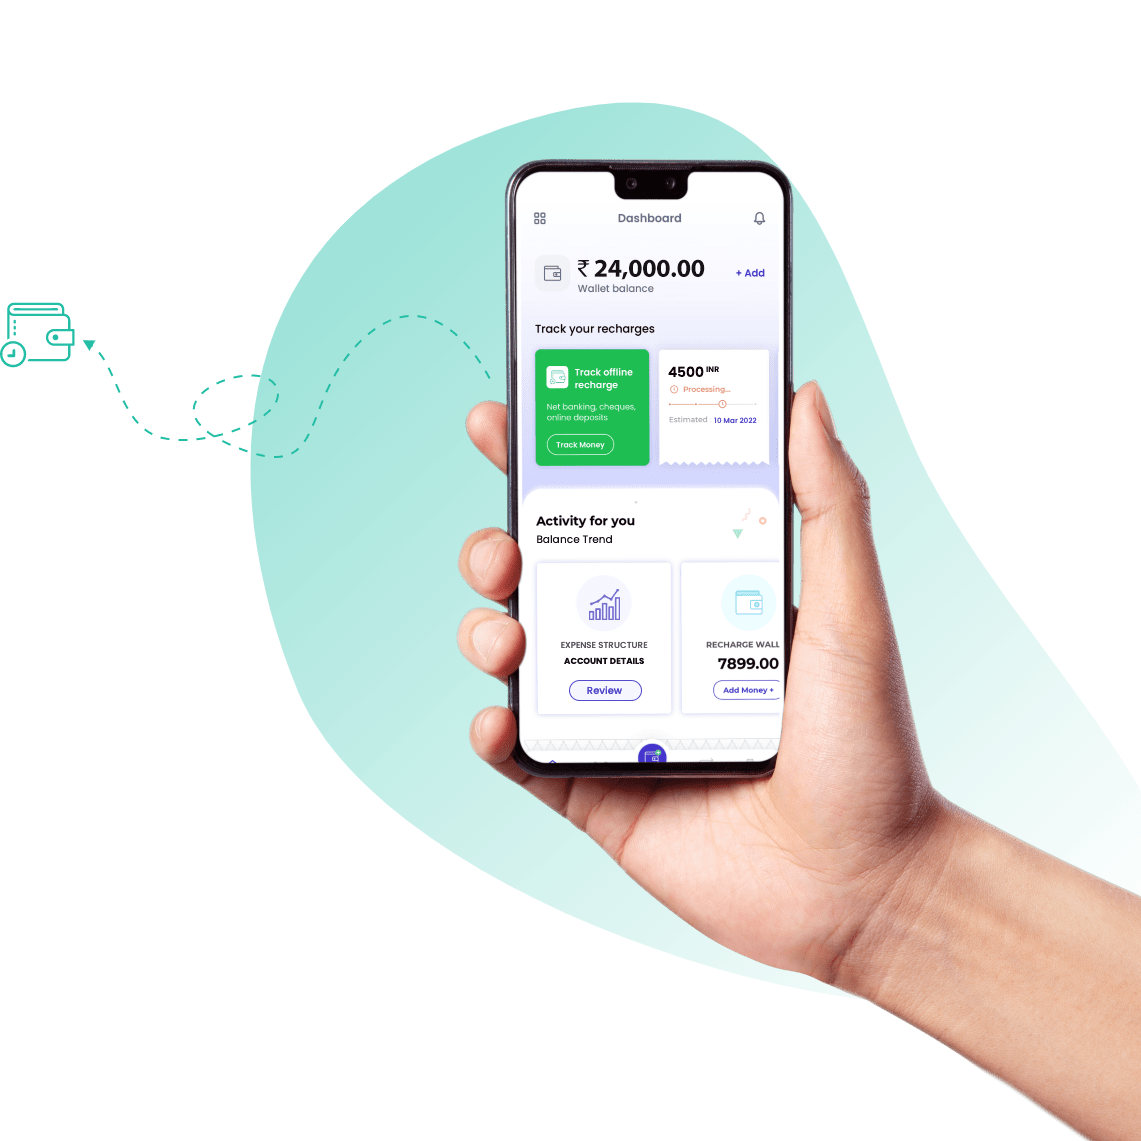 Dashboard
₹ 24,000.00
+ Add
Wallet balance
Track your recharges
Track offline
recharge
Net banking, cheques,
online deposits
Track Money
4500 INR
Processing...
Estimated 10 Mar 2022
Activity for you
Balance Trend
EXPENSE STRUCTURE
ACCOUNT DETAILS
Review
RECHARGE WALL
7899.00
Add Money +